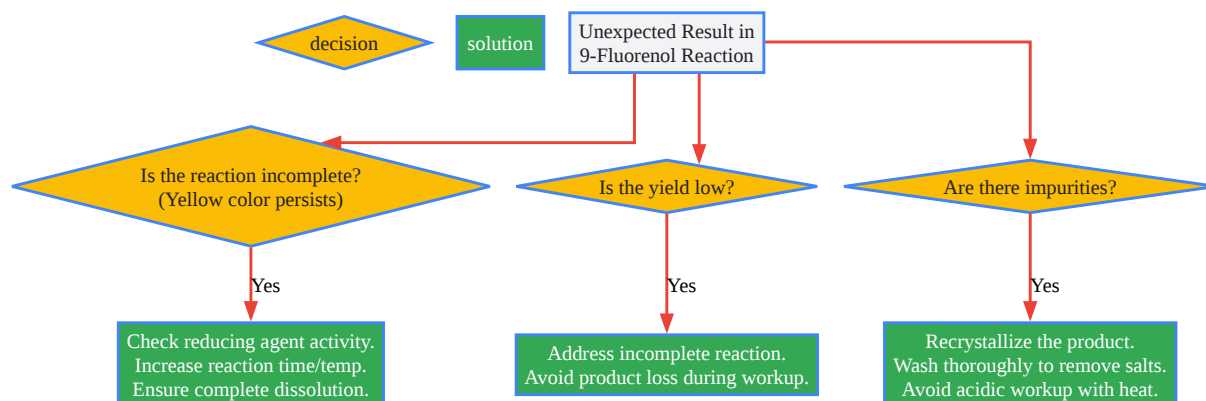 decision
solution
Unexpected Result in
9-Fluorenol Reaction
Is the reaction incomplete?
(Yellow color persists)
Is the yield low?
Are there impurities?
Yes
Yes
Yes
Check reducing agent activity.
Increase reaction time/temp.
Ensure complete dissolution.
Address incomplete reaction.
Avoid product loss during workup.
Recrystallize the product.
Wash thoroughly to remove salts.
Avoid acidic workup with heat.